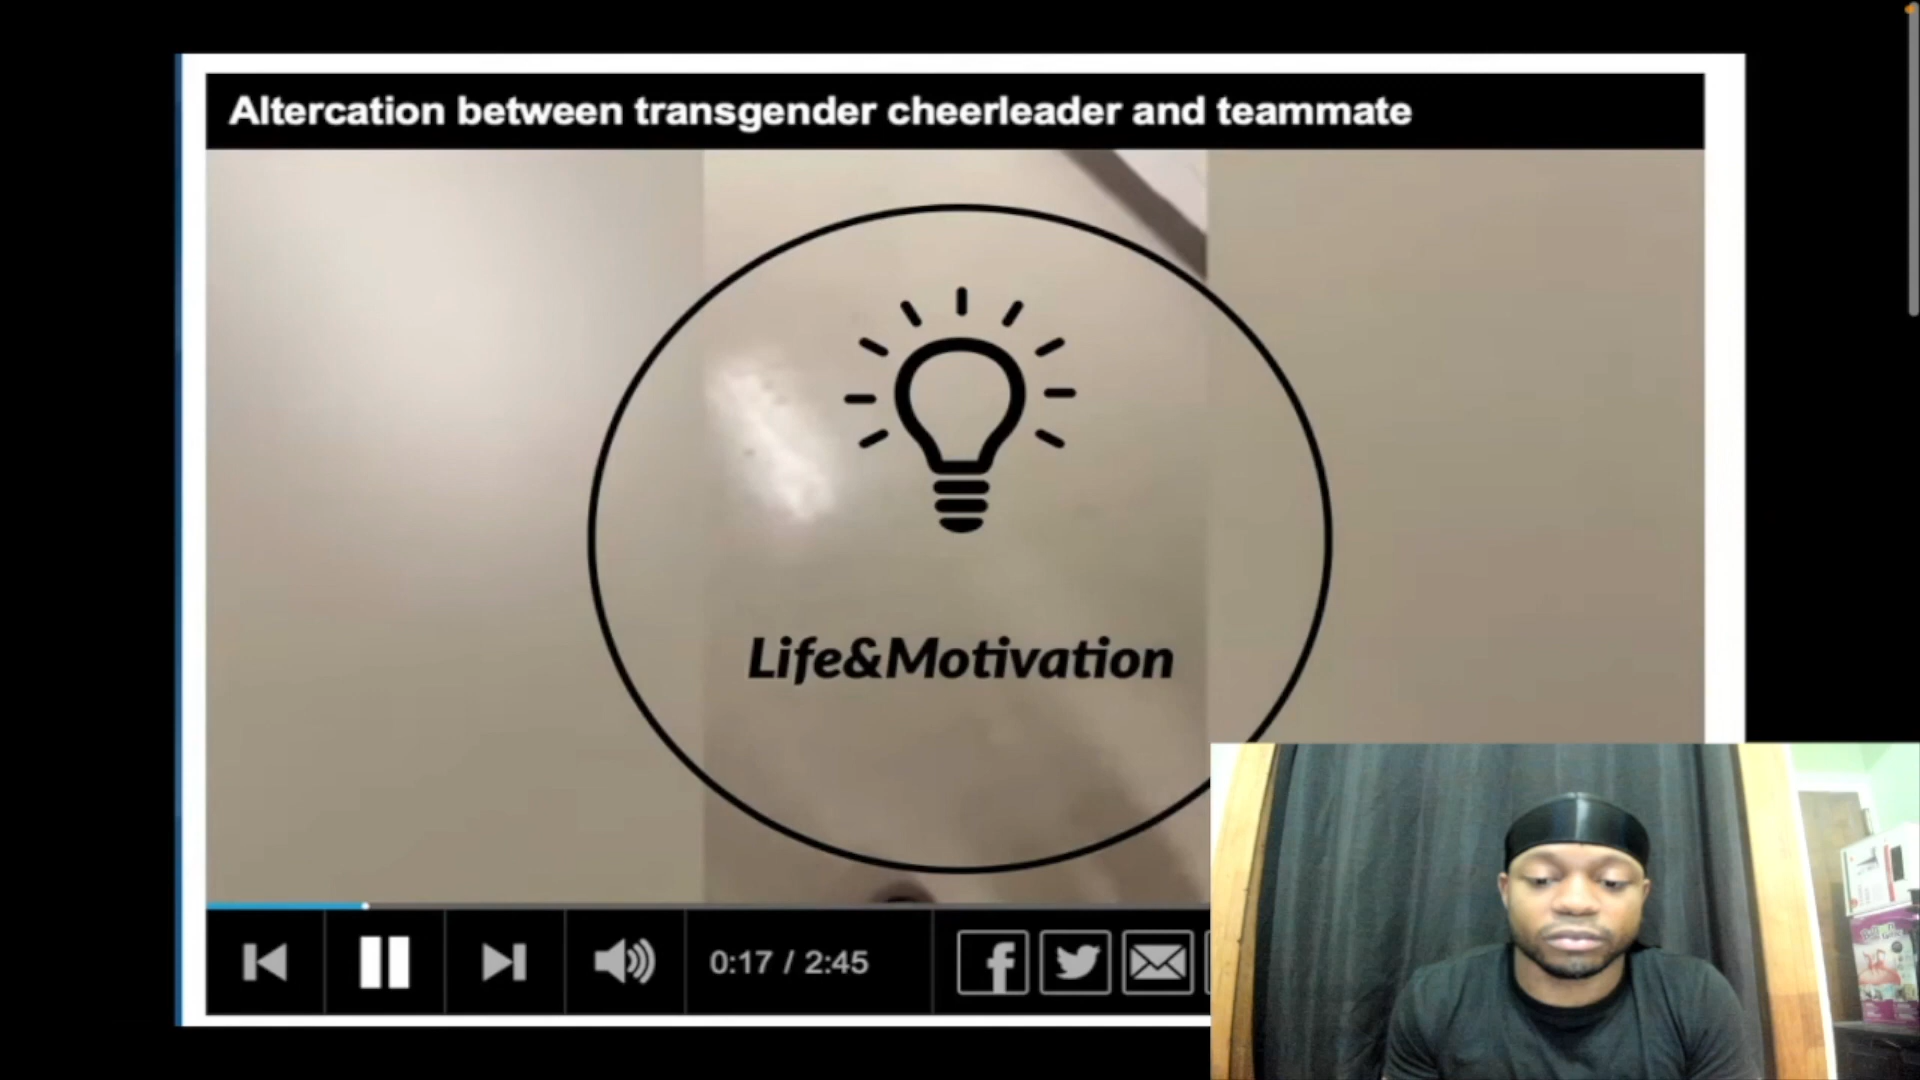 Altercation between transgender cheerleader and teammate
Life&Motivation
0:17 / 2:45